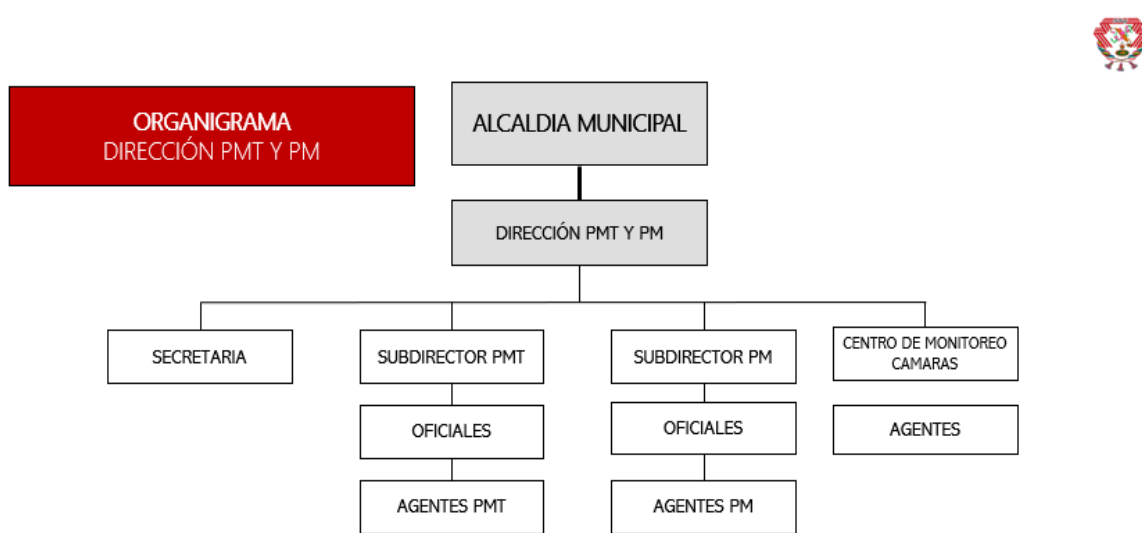 ORGANIGRAMA
DIRECCIÓN PMT Y PM
ALCALDIA MUNICIPAL
DIRECCIÓN PMT Y PM
SECRETARIA
SUBDIRECTOR PMT
SUBDIRECTOR PM
CENTRO DE MONITOREO
CAMARAS
OFICIALES
OFICIALES
AGENTES
AGENTES PMT
AGENTES PM